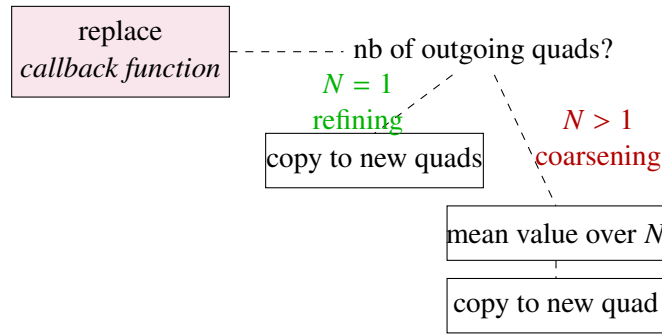 replace
callback function
nb of outgoing quads?
N = 1
refining
N > 1
coarsening
copy to new quads
mean value over N
copy to new quad